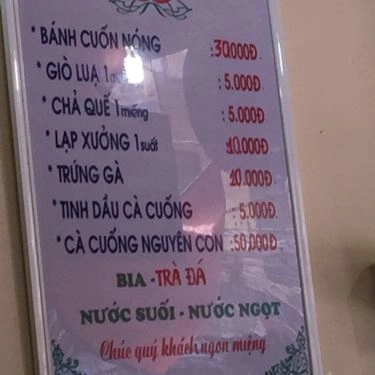 * BÁNH CUỐN NÓNG :30.000Đ.
* GIÒ LỤA 1 miếng : 5.000Đ.
* CHẢ QUẾ 1 miếng : 5.000Đ.
* LẠP XƯỞNG 1 suất 10.000Đ.
* TRỨNG GÀ 10.000Đ.
* TINH DẦU CÀ CUỐNG : 5.000Đ.
* CÀ CUỐNG NGUYÊN CON :50.000Đ.
BIA - TRÀ ĐÁ
NƯỚC SUỐI - NƯỚC NGỌT
Chúc quý khách ngon miệng